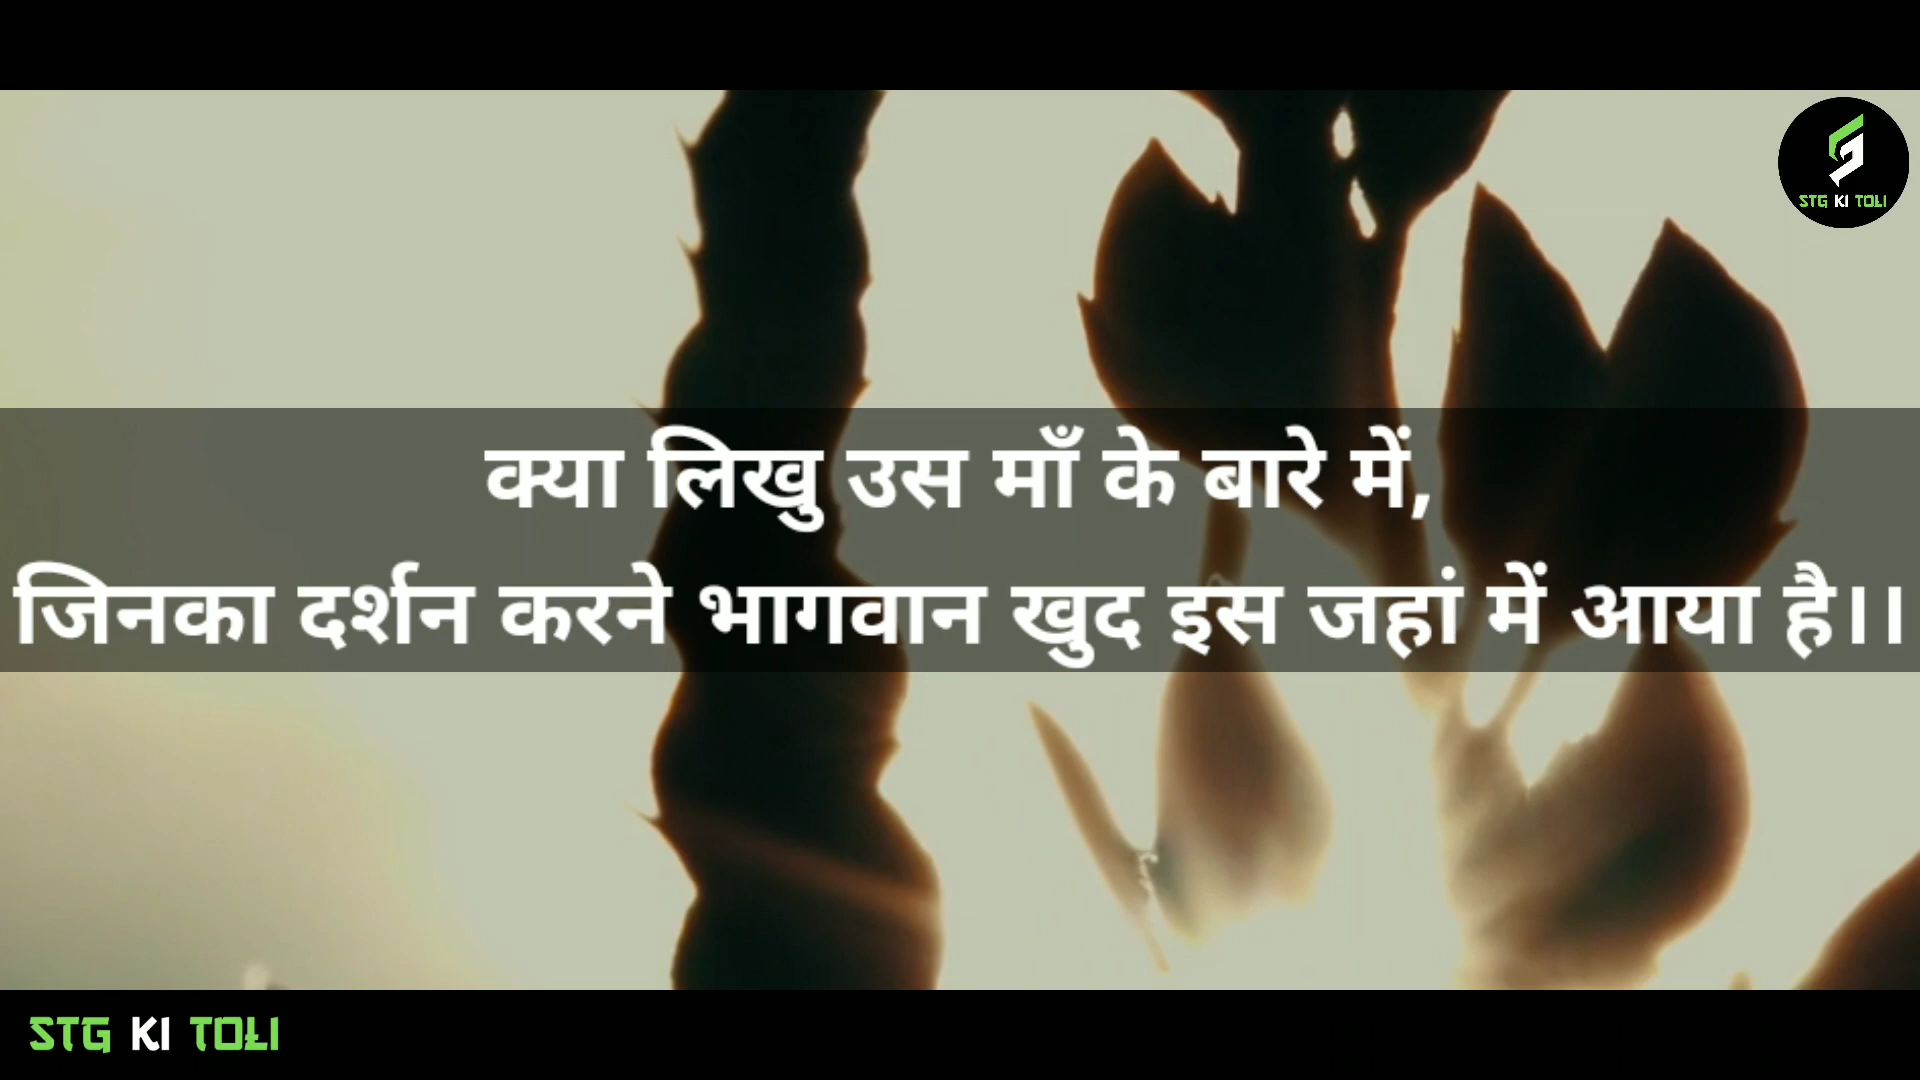 STG KI TOLI
क्या लिखु उस माँ के बारे में,
जिनका दर्शन करने भागवान खुद इस जहां में आया है।।
STG KI TOLI